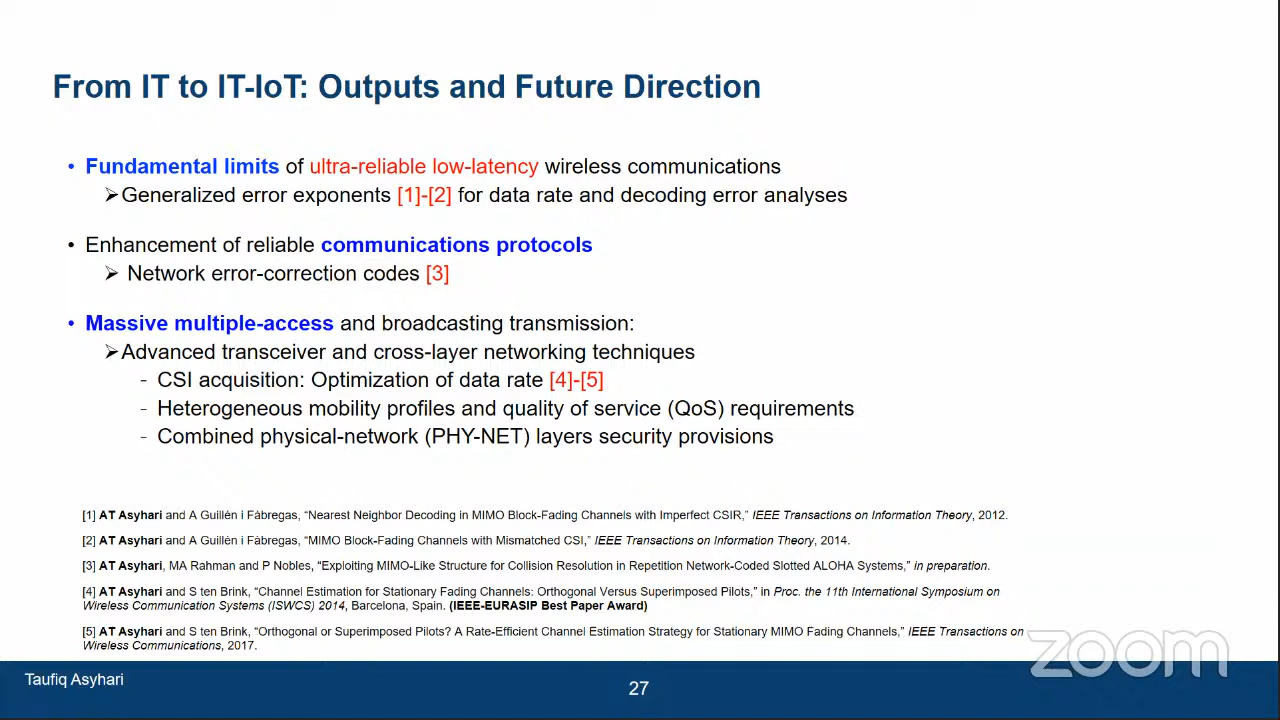 From IT to IT-IoT: Outputs and Future Direction
• Fundamental limits of ultra-reliable low-latency wireless communications
➢Generalized error exponents [1]-[2] for data rate and decoding error analyses
• Enhancement of reliable communications protocols
➢ Network error-correction codes [3]
• Massive multiple-access and broadcasting transmission:
➢Advanced transceiver and cross-layer networking techniques
- CSI acquisition: Optimization of data rate [4]-[5]
- Heterogeneous mobility profiles and quality of service (QoS) requirements
- Combined physical-network (PHY-NET) layers security provisions
[1] AT Asyhari and A Guillén i Fàbregas, “Nearest Neighbor Decoding in MIMO Block-Fading Channels with Imperfect CSIR,” IEEE Transactions on Information Theory, 2012.
[2] AT Asyhari and A Guillén i Fàbregas, “MIMO Block-Fading Channels with Mismatched CSI,” IEEE Transactions on Information Theory, 2014.
[3] AT Asyhari, MA Rahman and P Nobles, “Exploiting MIMO-Like Structure for Collision Resolution in Repetition Network-Coded Slotted ALOHA Systems,” in preparation.
[4] AT Asyhari and S ten Brink, “Channel Estimation for Stationary Fading Channels: Orthogonal Versus Superimposed Pilots,” in Proc. the 11th International Symposium on
Wireless Communication Systems (ISWCS) 2014, Barcelona, Spain. (IEEE-EURASIP Best Paper Award)
[5] AT Asyhari and S ten Brink, “Orthogonal or Superimposed Pilots? A Rate-Efficient Channel Estimation Strategy for Stationary MIMO Fading Channels,” IEEE Transactions on
Wireless Communications, 2017.
zoom
Taufiq Asyhari
27